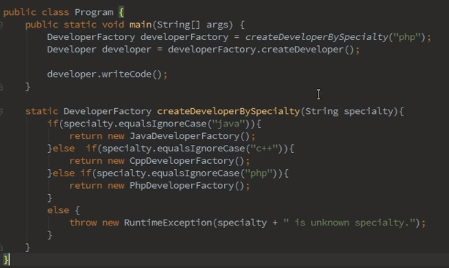 public class Program {
    public static void main(String[] args) {
        DeveloperFactory developerFactory = createDeveloperBySpecialty("php");
        Developer developer = developerFactory.createDeveloper();
        developer.writeCode();
    }
    static DeveloperFactory createDeveloperBySpecialty(String specialty){
        if(specialty.equalsIgnoreCase("java")){
            return new JavaDeveloperFactory();
        }else  if(specialty.equalsIgnoreCase("c++")){
            return new CppDeveloperFactory();
        }else if(specialty.equalsIgnoreCase("php")){
            return new PhpDeveloperFactory();
        }
        else {
            throw new RuntimeException(specialty + " is unknown specialty.");
        }
    }
}